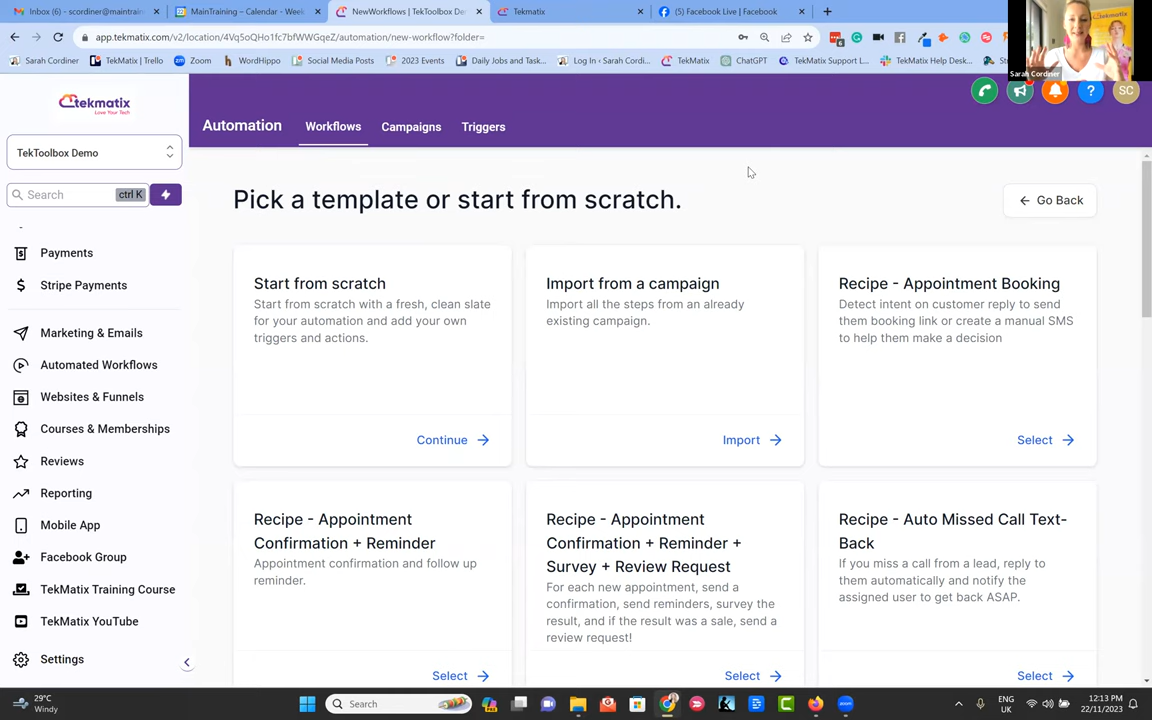 Inbox (6) - scordiner@maintrain
MainTraining – Calendar - Week
NewWorkflows | TekToolbox De
Tekmatix
(5) Facebook Live | Facebook
app.tekmatix.com/v2/location/4Vq5oQHo1fc7bfWWGqeZ/automation/new-workflow?folder=
Sarah Cordiner
TekMatix | Trello
Zoom
WordHippo
Social Media Posts
2023 Events
Daily Jobs and Task...
Log In ‹ Sarah Cordi...
TekMatix
ChatGPT
TekMatix Support L...
TekMatix Help Desk...
Sarah Cordiner
tekmatix
Love Your Tech
Automation
Workflows
Campaigns
Triggers
SC
TekToolbox Demo
Search
ctrl K
Payments
Stripe Payments
Marketing & Emails
Automated Workflows
Websites & Funnels
Courses & Memberships
Reviews
Reporting
Mobile App
Facebook Group
TekMatix Training Course
TekMatix YouTube
Settings
Pick a template or start from scratch.
Go Back
Start from scratch
Start from scratch with a fresh, clean slate
for your automation and add your own
triggers and actions.
Continue
Import from a campaign
Import all the steps from an already
existing campaign.
Import
Recipe - Appointment Booking
Detect intent on customer reply to send
them booking link or create a manual SMS
to help them make a decision
Select
Recipe - Appointment
Confirmation + Reminder
Appointment confirmation and follow up
reminder.
Select
Recipe - Appointment
Confirmation + Reminder +
Survey + Review Request
For each new appointment, send a
confirmation, send reminders, survey the
result, and if the result was a sale, send a
review request!
Select
Recipe - Auto Missed Call Text-
Back
If you miss a call from a lead, reply to
them automatically and notify the
assigned user to get back ASAP.
Select
29°C
Windy
Search
ENG
UK
12:13 PM
22/11/2023